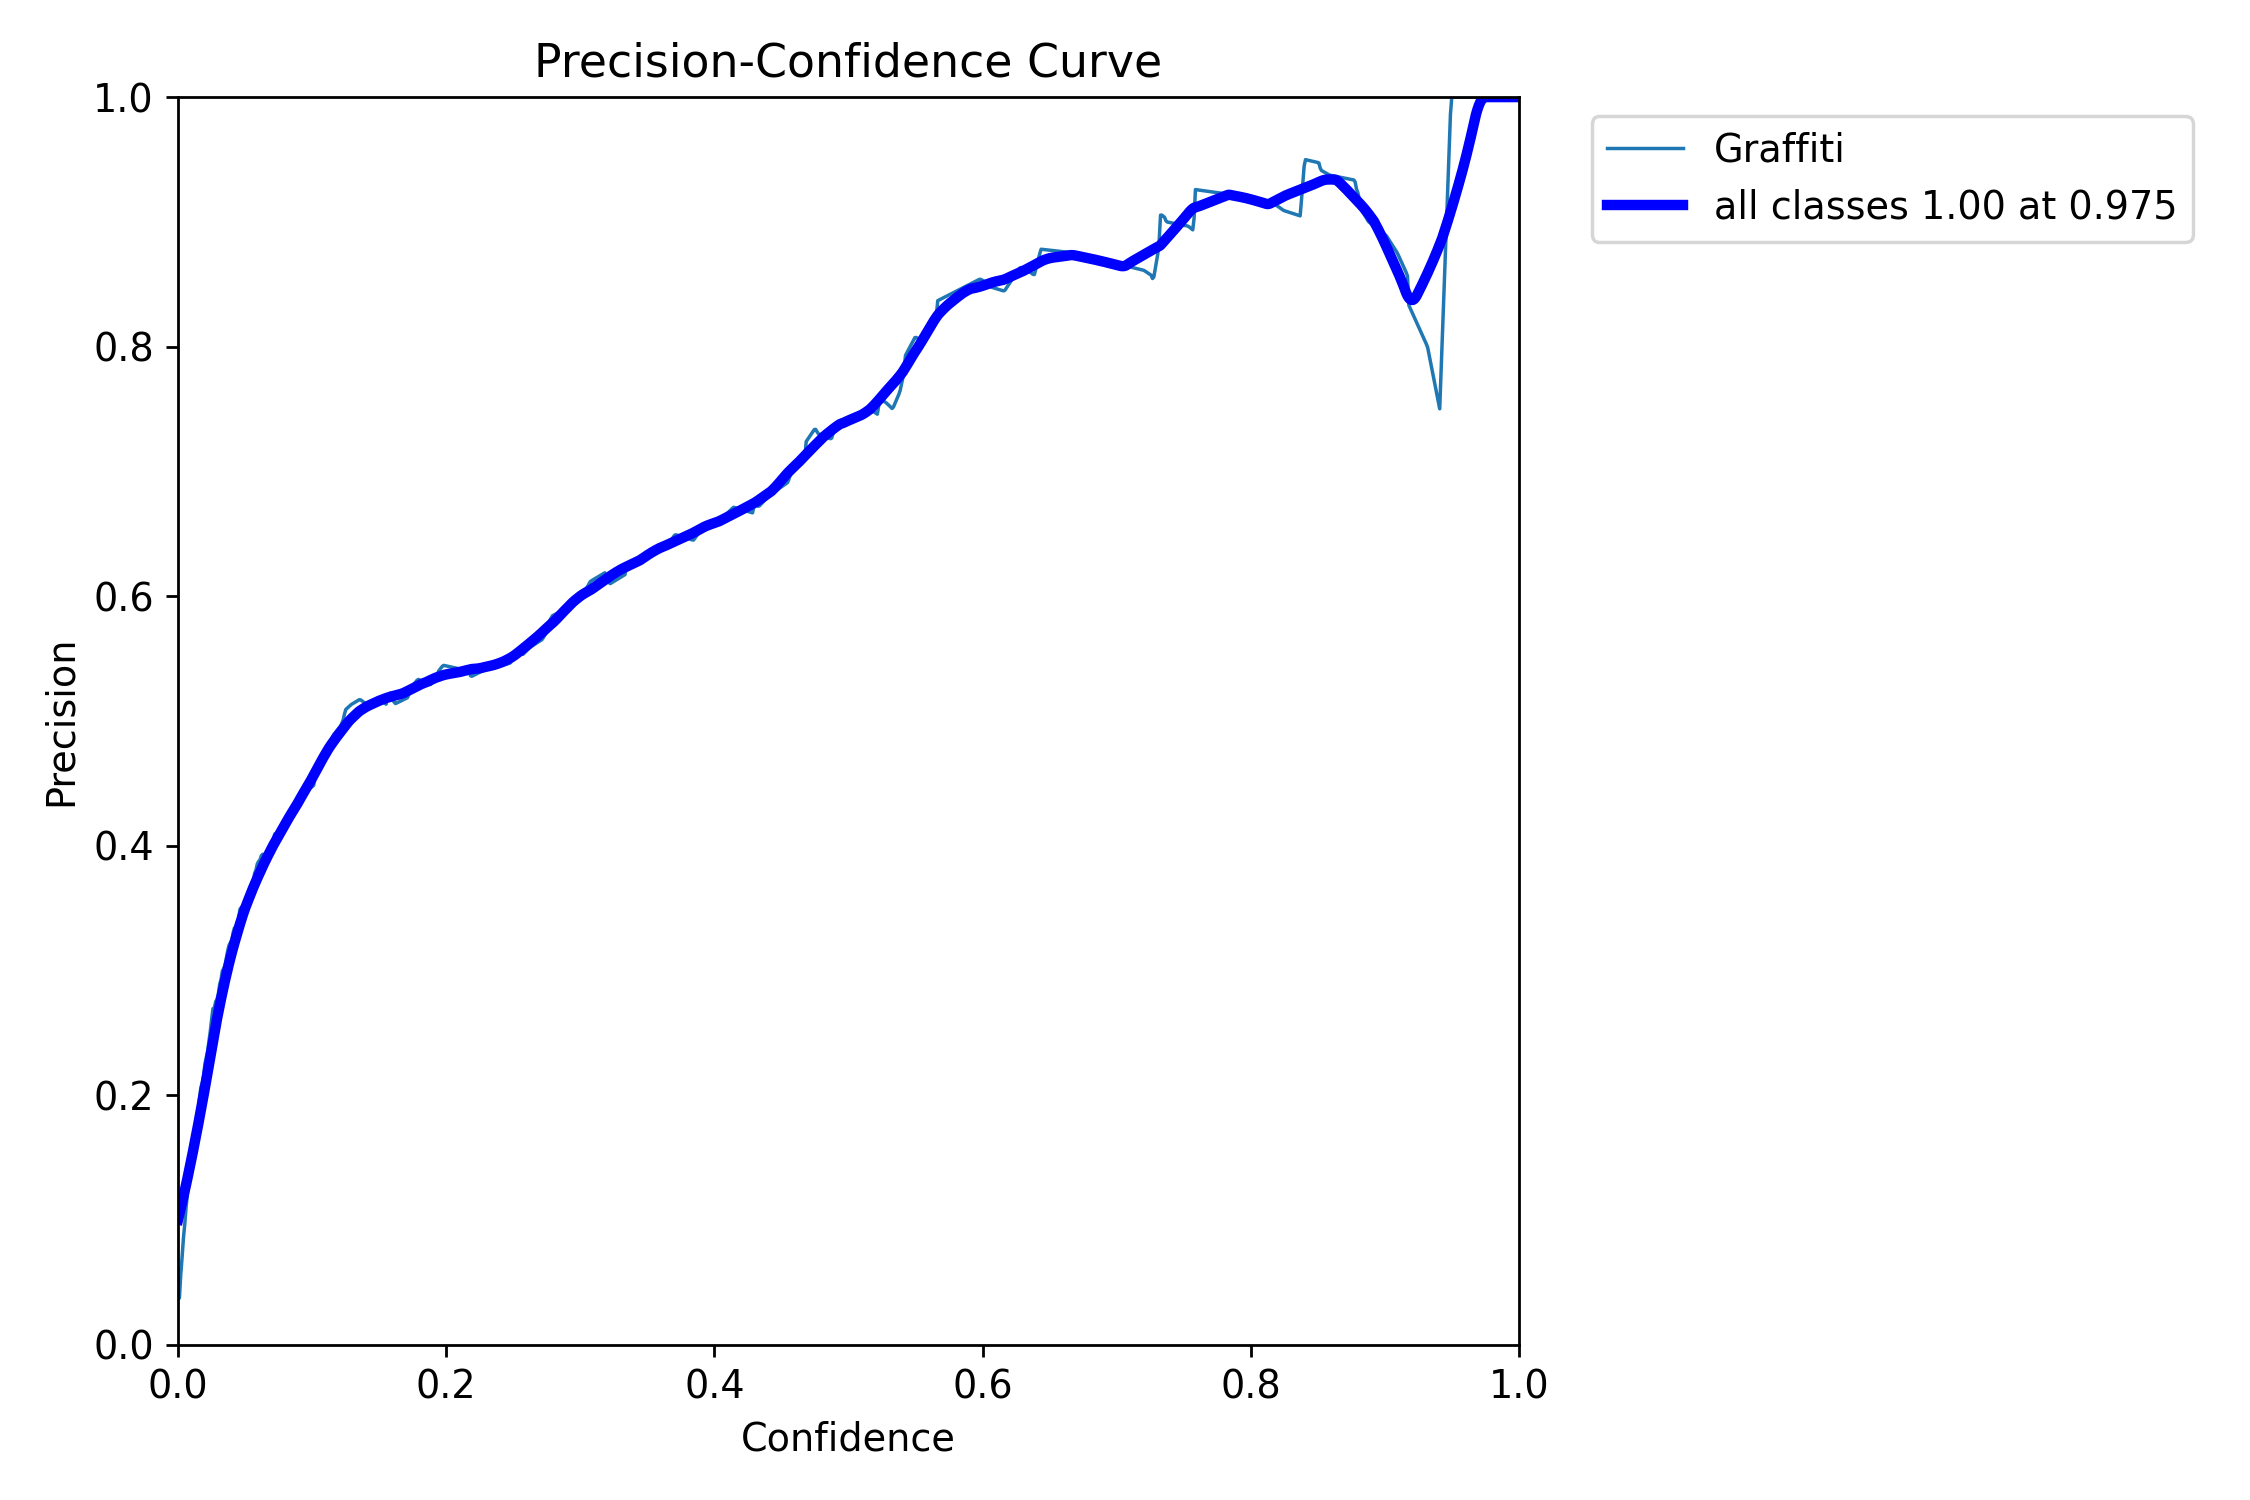 Precision-Confidence Curve
1.0
0.8
0.6
0.4
0.2
0.0
Precision
0.0 0.2 0.4 0.6 0.8 1.0
Confidence
Graffiti
all classes 1.00 at 0.975